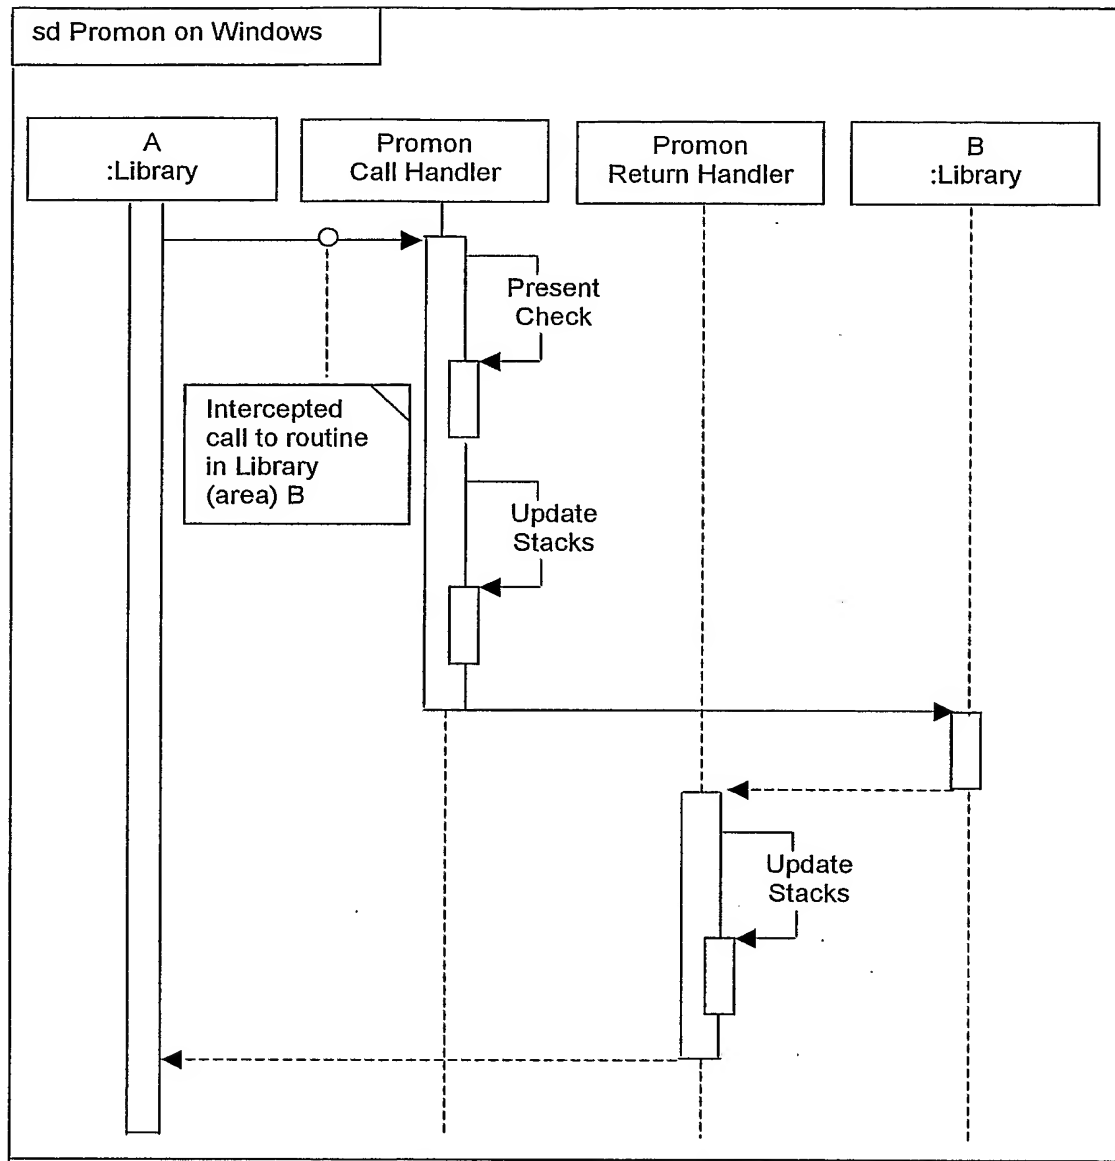 sd Promon on Windows
A
:Library
Promon
Call Handler
Promon
Return Handler
B
:Library
Present
Check
Intercepted
call to routine
in Library
(area) B
Update
Stacks
Update
Stacks